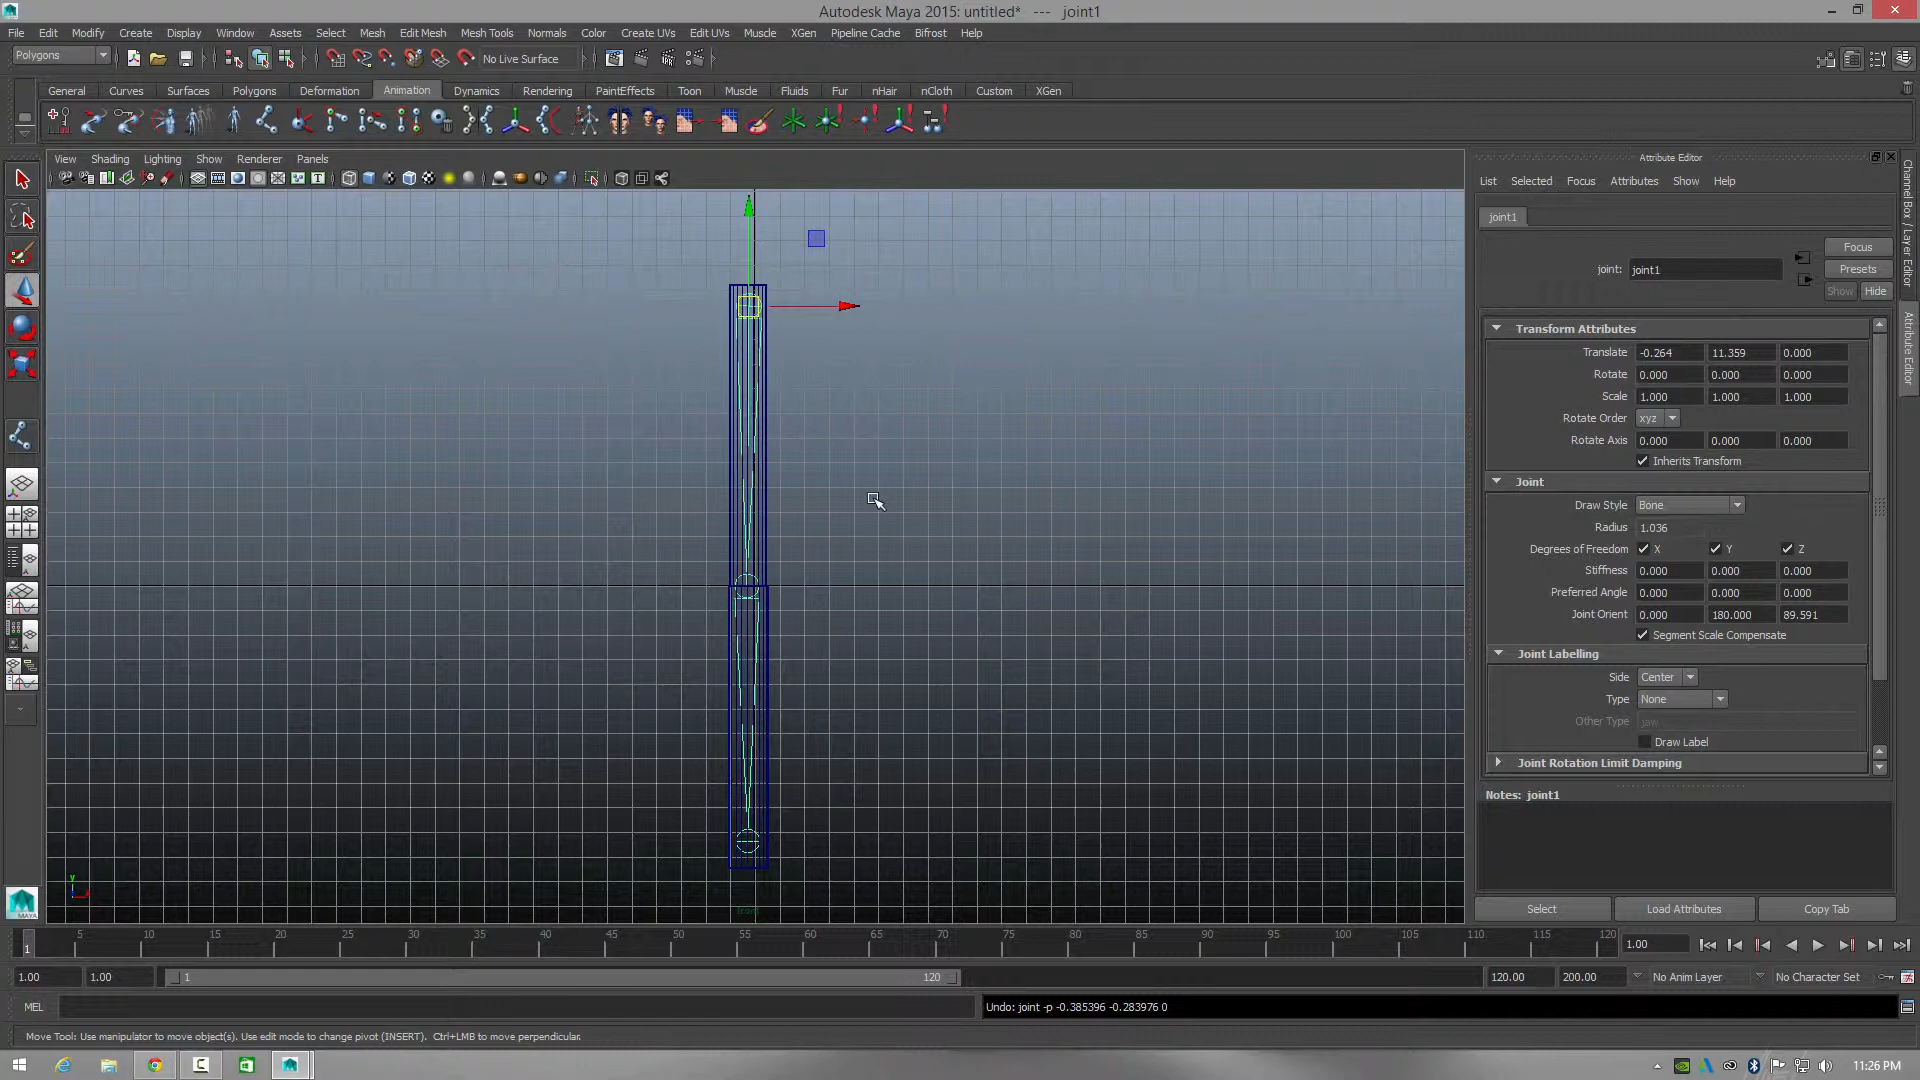 Autodesk Maya 2015: untitled* --- joint1
File Edit Modify Create Display Window Assets Select Mesh Edit Mesh Mesh Tools Normals Color Create UVs Edit UVs Muscle XGen Pipeline Cache Bifrost Help
Polygons No Live Surface
General Curves Surfaces Polygons Deformation Animation Dynamics Rendering PaintEffects Toon Muscle Fluids Fur nHair nCloth Custom XGen
View Shading Lighting Show Renderer Panels
Attribute Editor
List Selected Focus Attributes Show Help
joint1
Focus
joint: joint1
Presets
Show Hide
Transform Attributes
Translate -0.264 11.359 0.000
Rotate 0.000 0.000 0.000
Scale 1.000 1.000 1.000
Rotate Order xyz
Rotate Axis 0.000 0.000 0.000
Inherits Transform
Joint
Draw Style Bone
Radius 1.036
Degrees of Freedom X Y Z
Stiffness 0.000 0.000 0.000
Preferred Angle 0.000 0.000 0.000
Joint Orient 0.000 180.000 89.591
Segment Scale Compensate
Joint Labelling
Side Center
Type None
Other Type jaw
Draw Label
Joint Rotation Limit Damping
Notes: joint1
Select Load Attributes Copy Tab
Channel Box / Layer Editor
Attribute Editor
y
front
MAYA
1 5 10 15 20 25 30 35 40 45 50 55 60 65 70 75 80 85 90 95 100 105 110 115 120 1.00
1.00 1.00 1 120 120.00 200.00 No Anim Layer No Character Set
MEL Undo: joint -p -0.385396 -0.283976 0
Move Tool: Use manipulator to move object(s). Use edit mode to change pivot (INSERT). Ctrl+LMB to move perpendicular.
11:26 PM